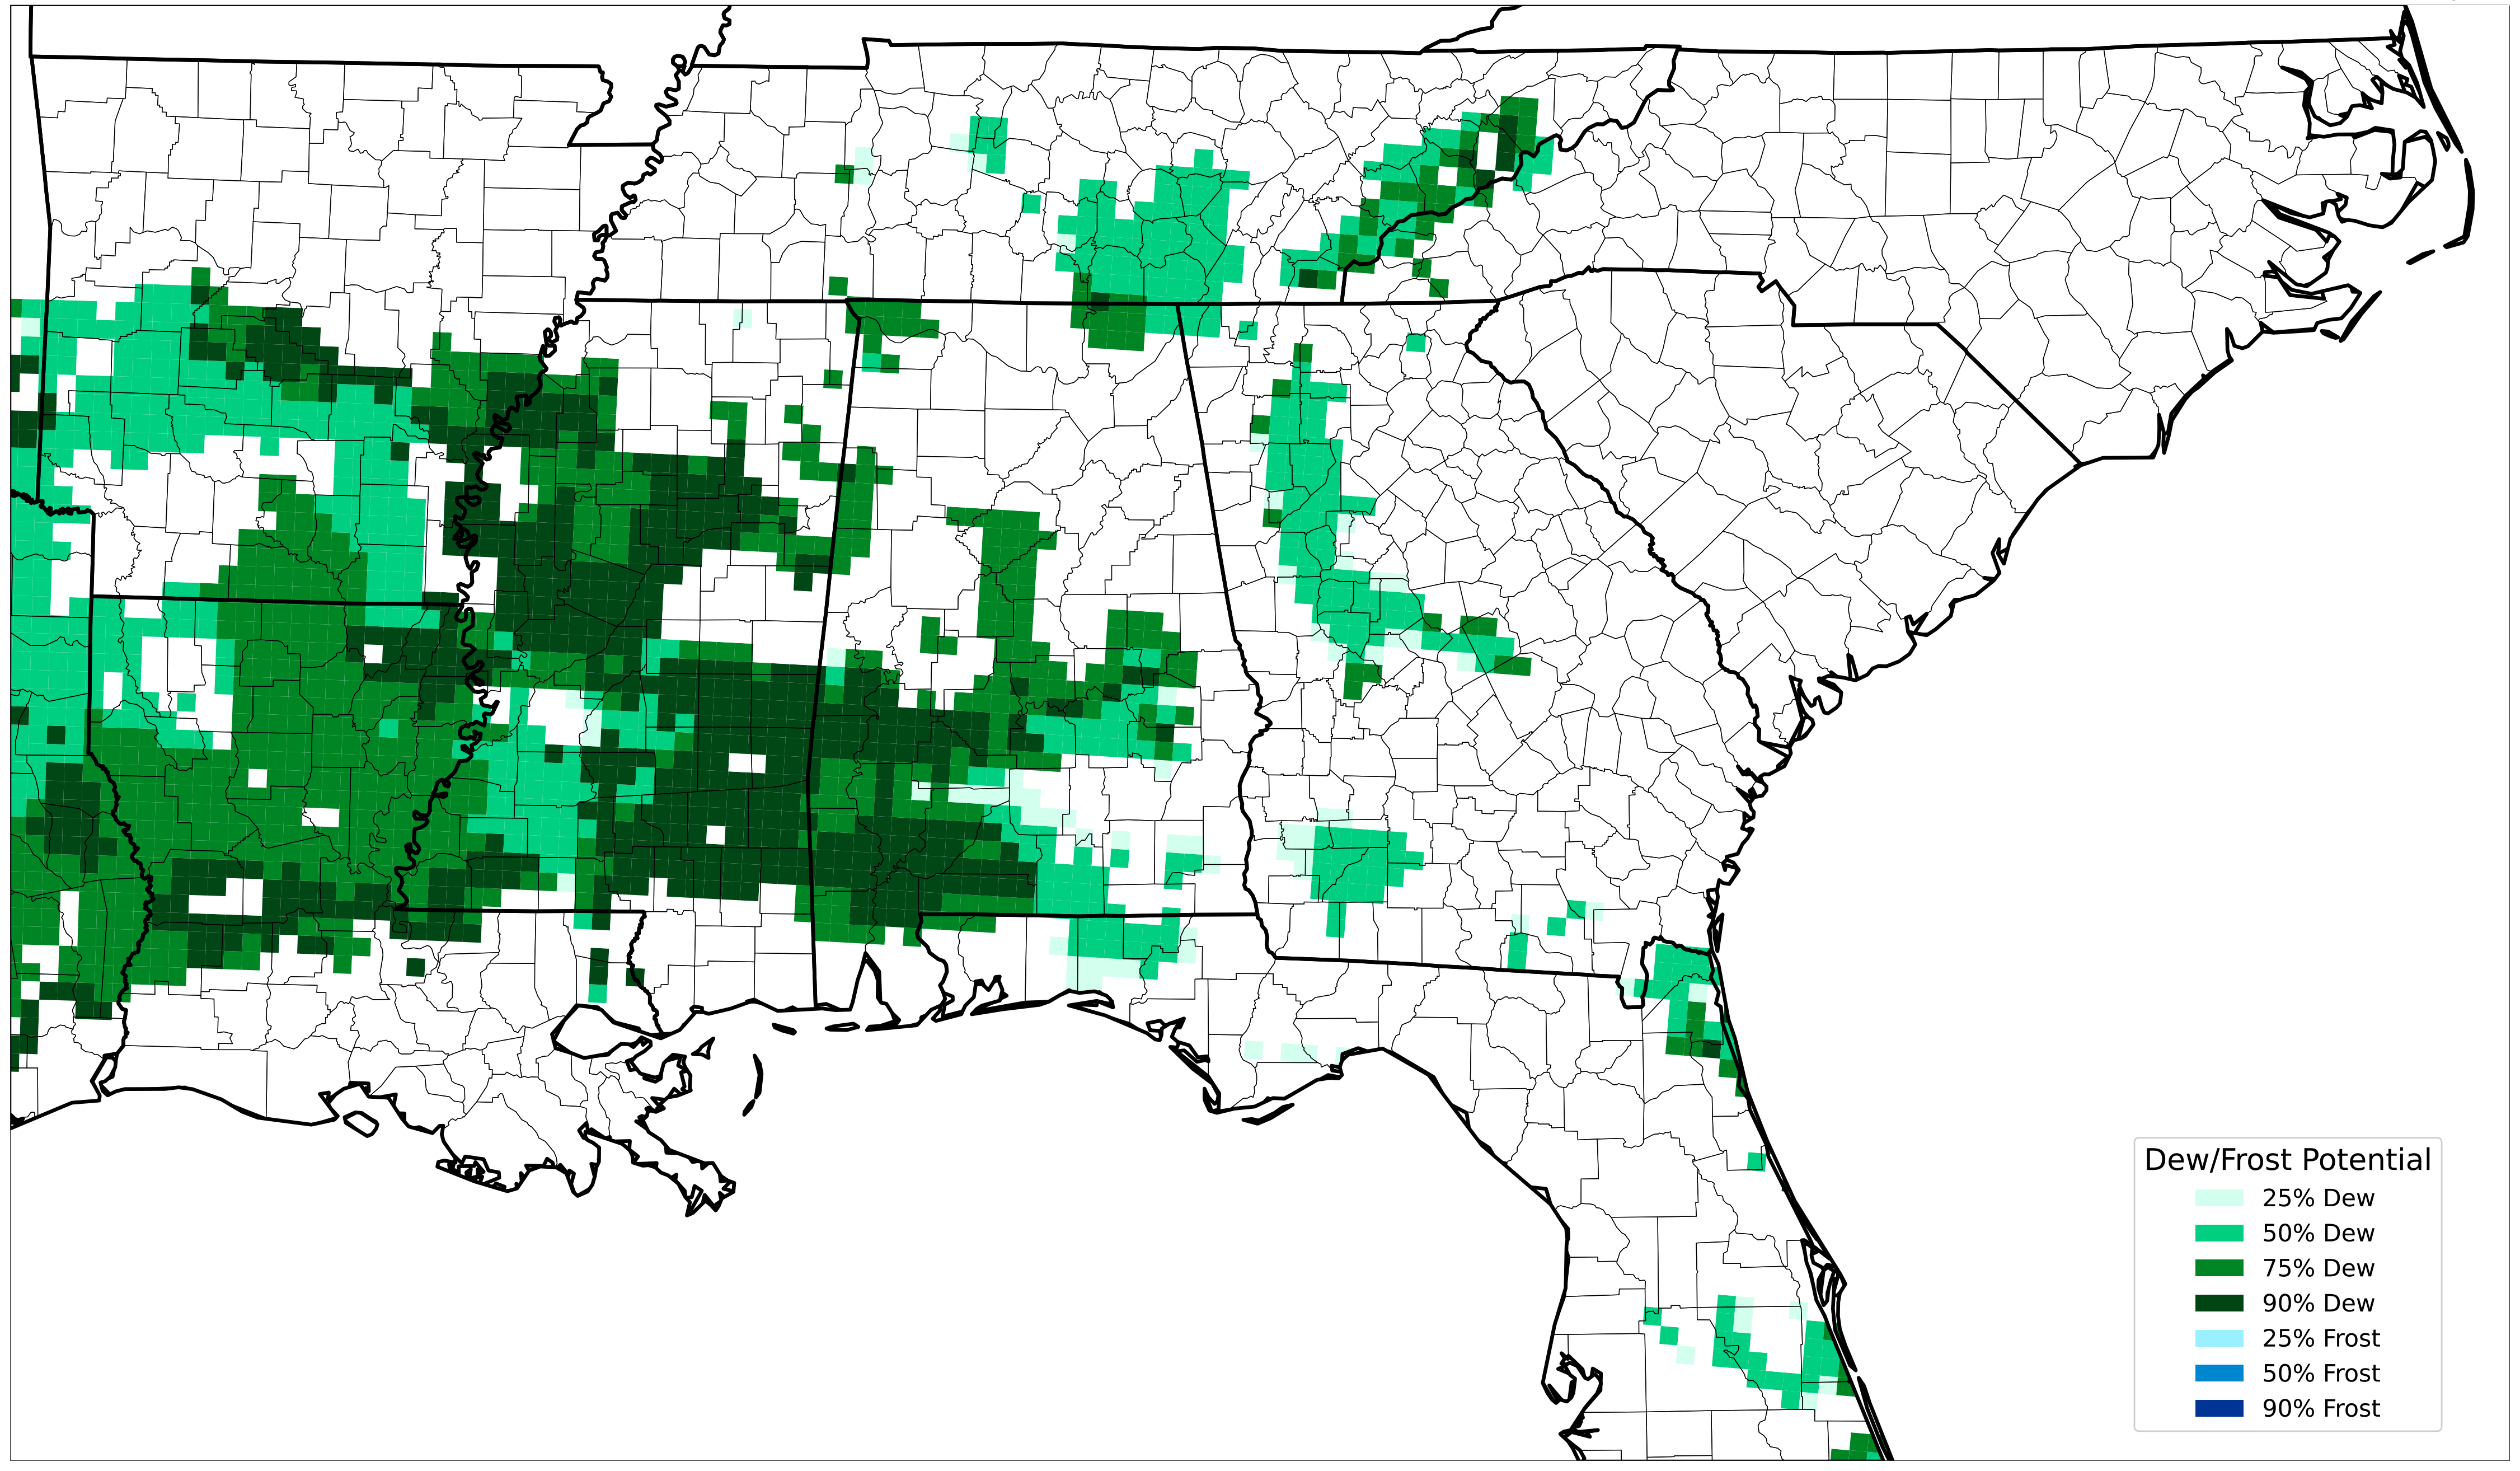 Dew/Frost Potential
25% Dew
50% Dew
75% Dew
90% Dew
25% Frost
50% Frost
90% Frost